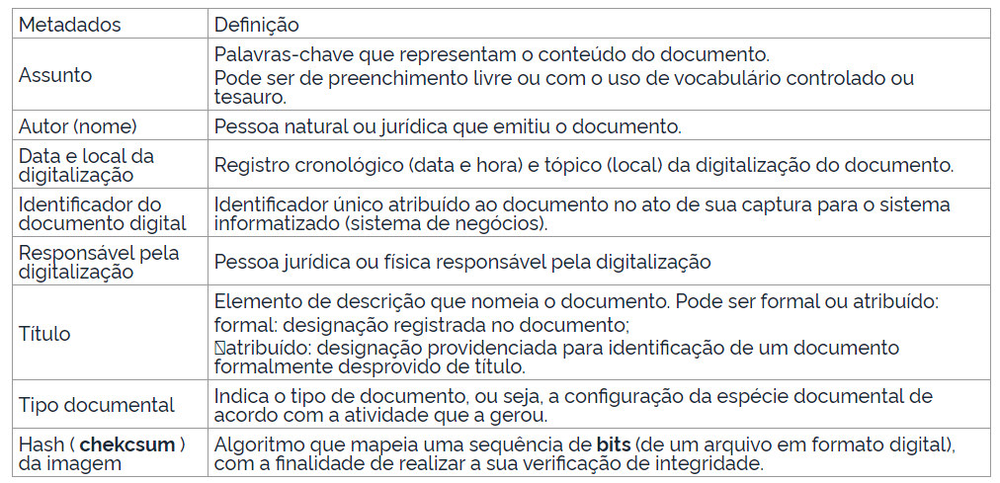 Metadados
Definição
Assunto
Palavras-chave que representam o conteúdo do documento.
Pode ser de preenchimento livre ou com o uso de vocabulário controlado ou
tesauro.
Autor (nome)
Pessoa natural ou jurídica que emitiu o documento.
Data e local da
digitalização
Registro cronológico (data e hora) e tópico (local) da digitalização do documento.
Identificador do
documento digital
Identificador único atribuído ao documento no ato de sua captura para o sistema
informatizado (sistema de negócios).
Responsável pela
digitalização
Pessoa jurídica ou física responsável pela digitalização
Título
Elemento de descrição que nomeia o documento. Pode ser formal ou atribuído:
formal: designação registrada no documento;
atribuído: designação providenciada para identificação de um documento
formalmente desprovido de título.
Tipo documental
Indica o tipo de documento, ou seja, a configuração da espécie documental de
acordo com a atividade que a gerou.
Hash ( chekcsum )
da imagem
Algoritmo que mapeia uma sequência de bits (de um arquivo em formato digital),
com a finalidade de realizar a sua verificação de integridade.